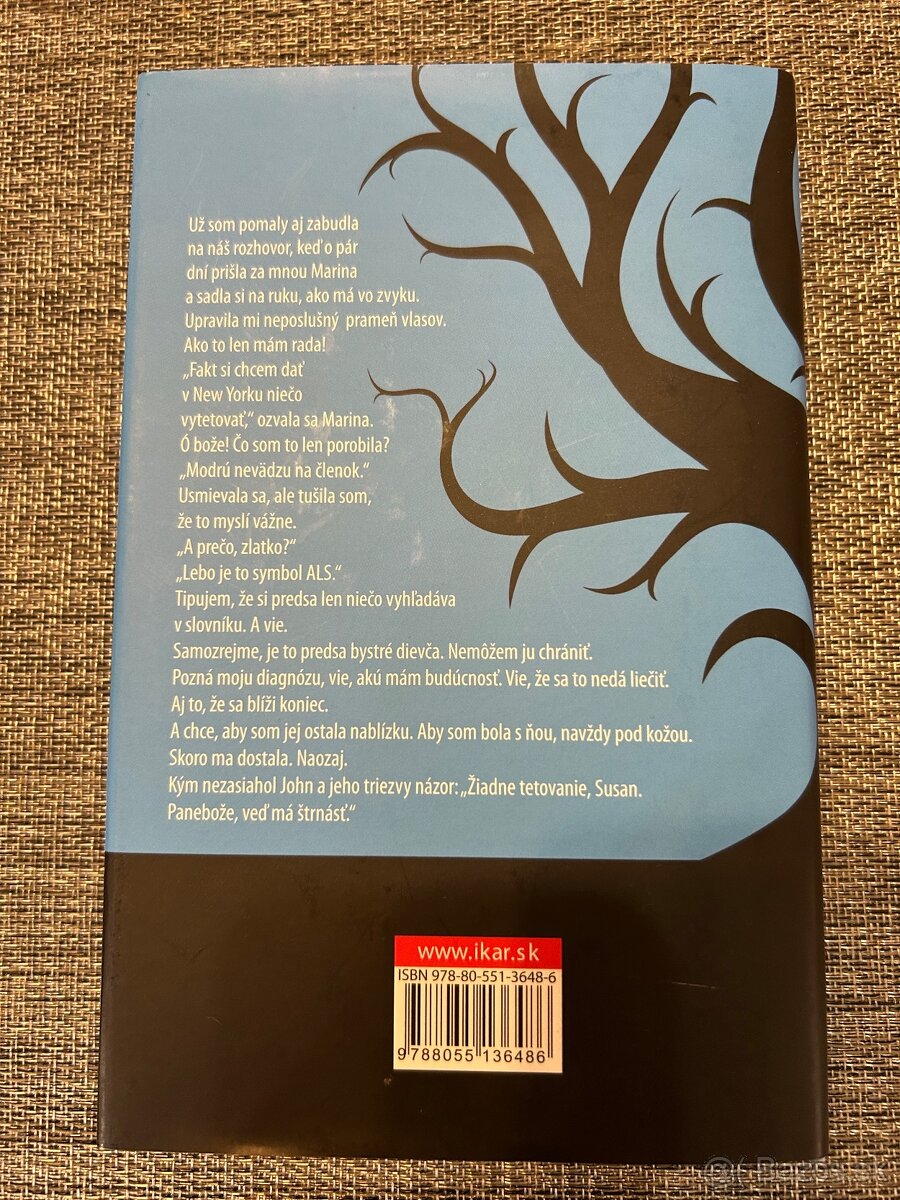 Už som pomaly aj zabudla
na náš rozhovor, keď o pár
dní prišla za mnou Marina
a sadla si na ruku, ako má vo zvyku.
Upravila mi neposlušný prameň vlasov.
Ako to len mám rada!
„Fakt si chcem dať
v New Yorku niečo
vytetovať,“ ozvala sa Marina.
Ó bože! Čo som to len porobila?
„Modrú nevädzu na členok.“
Usmievala sa, ale tušila som,
že to myslí vážne.
„A prečo, zlatko?“
„Lebo je to symbol ALS.“
Tipujem, že si predsa len niečo vyhľadáva
v slovníku. A vie.
Samozrejme, je to predsa bystré dievča. Nemôžem ju chrániť.
Pozná moju diagnózu, vie, akú mám budúcnosť. Vie, že sa to nedá liečiť.
Aj to, že sa blíži koniec.
A chce, aby som jej ostala nablízku. Aby som bola s ňou, navždy pod kožou.
Skoro ma dostala. Naozaj.
Kým nezasiahol John a jeho triezvy názor: „Žiadne tetovanie, Susan.
Panebože, veď má štrnásť.“
www.ikar.sk
ISBN 978-80-551-3648-6
9 788055 136486
Bazos.sk